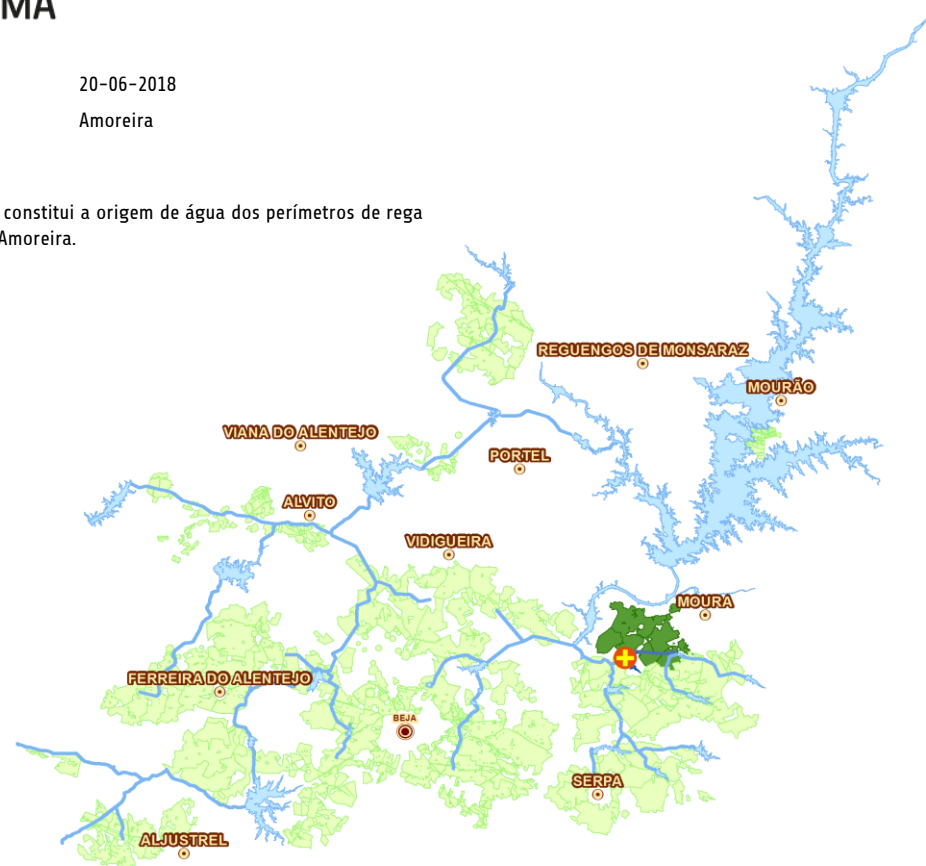 MA
20-06-2018
Amoreira
constitui a origem de água dos perímetros de rega
Amoreira.
REGUENGOS DE MONSARAZ
MOURÃO
VIANA DO ALENTEJO
PORTEL
ALVITO
VIDIGUEIRA
MOURA
FERREIRA DO ALENTEJO
BEJA
SERPA
ALJUSTREL